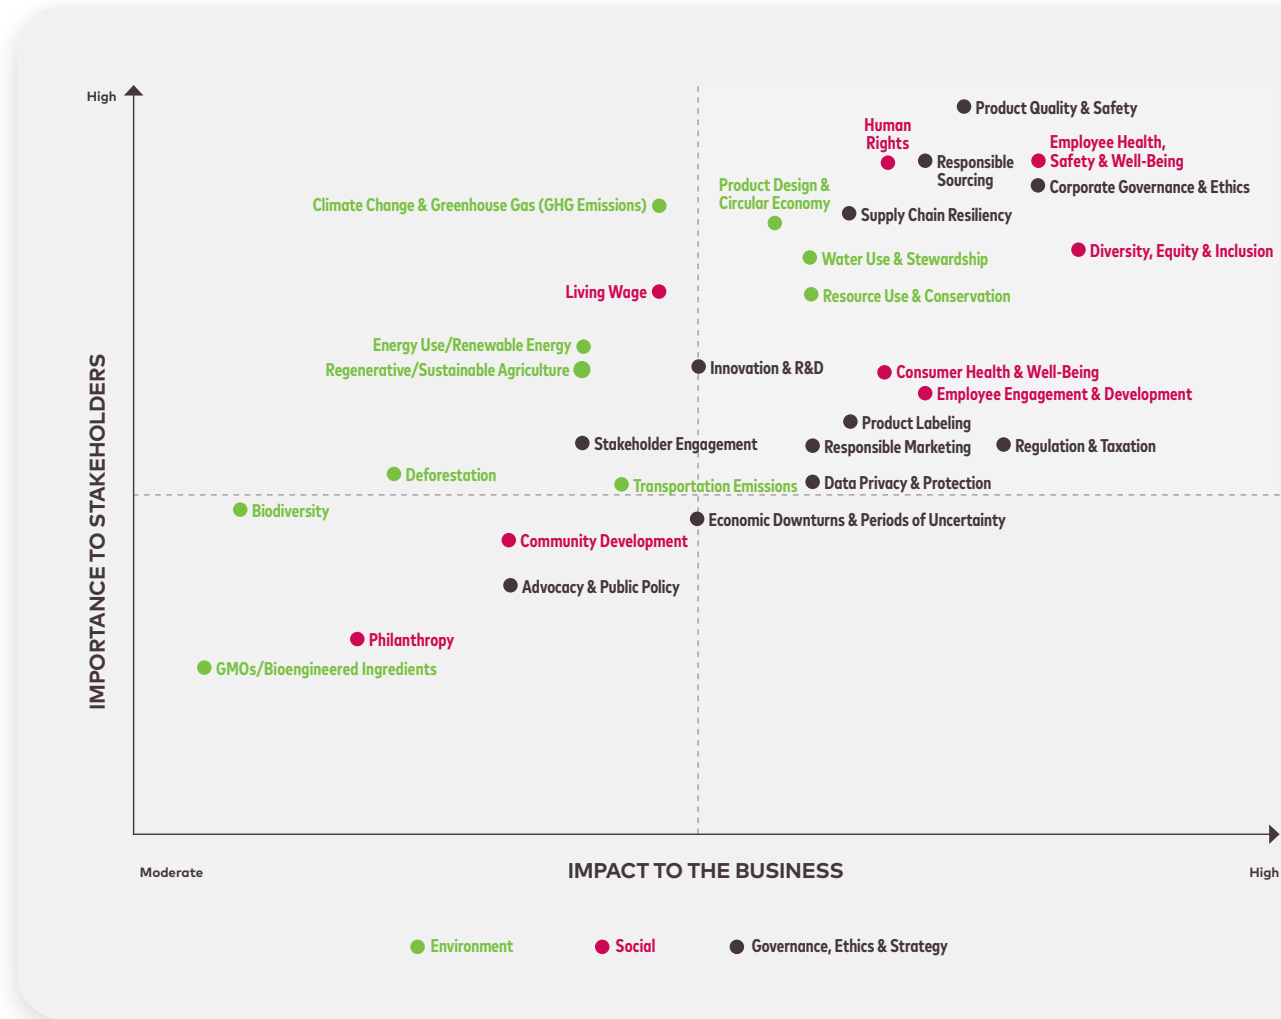 High
Product Quality & Safety
Human
Rights
Employee Health,
Safety & Well-Being
Responsible
Sourcing
Corporate Governance & Ethics
Product Design &
Circular Economy
Climate Change & Greenhouse Gas (GHG Emissions)
Supply Chain Resiliency
Diversity, Equity & Inclusion
Water Use & Stewardship
Living Wage
Resource Use & Conservation
Energy Use/Renewable Energy
Regenerative/Sustainable Agriculture
Innovation & R&D
Consumer Health & Well-Being
Employee Engagement & Development
Product Labeling
Stakeholder Engagement
Responsible Marketing
Regulation & Taxation
Deforestation
Transportation Emissions
Data Privacy & Protection
Biodiversity
Economic Downturns & Periods of Uncertainty
Community Development
Advocacy & Public Policy
Philanthropy
GMOs/Bioengineered Ingredients
IMPORTANCE TO STAKEHOLDERS
Moderate
IMPACT TO THE BUSINESS
High
Environment
Social
Governance, Ethics & Strategy